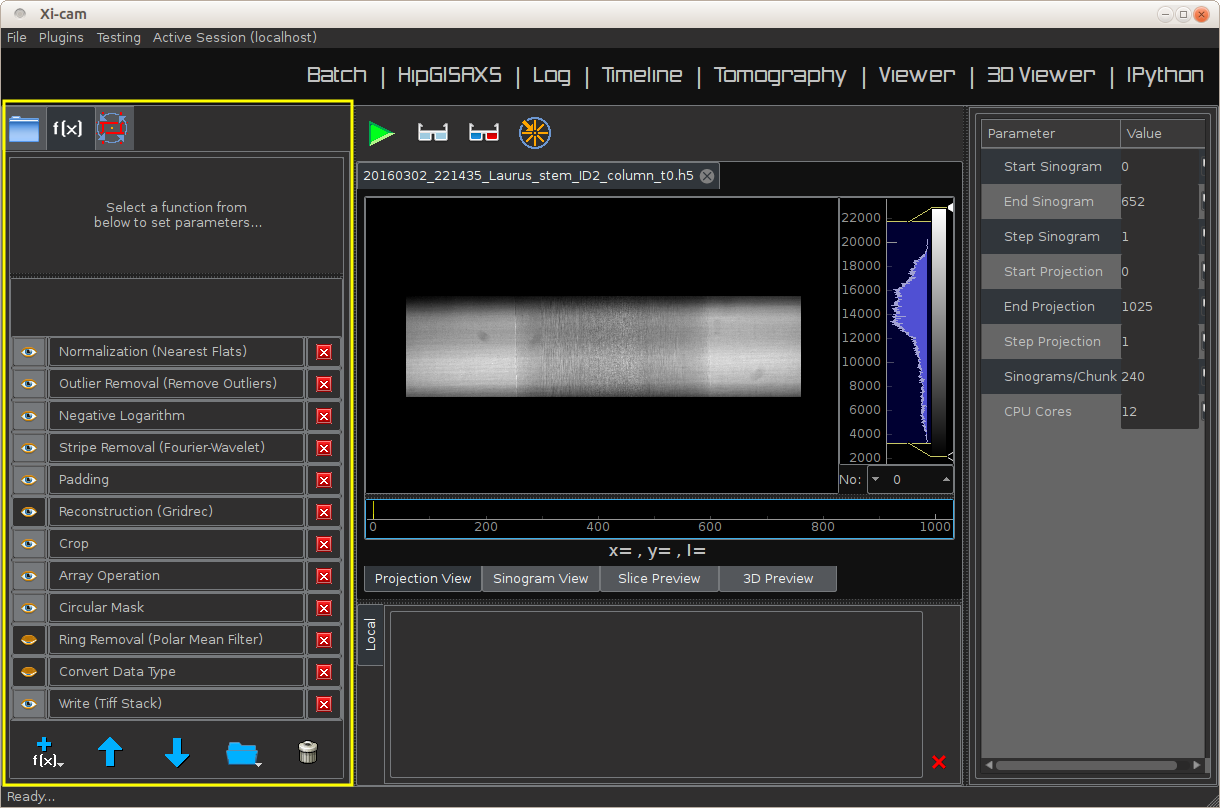 Xi-cam
File Plugins Testing Active Session (localhost)
Batch | HipGISAXS | Log | Timeline | Tomography | Viewer | 3D Viewer | IPython
f(x)
Select a function from
below to set parameters...
Normalization (Nearest Flats)
Outlier Removal (Remove Outliers)
Negative Logarithm
Stripe Removal (Fourier-Wavelet)
Padding
Reconstruction (Gridrec)
Crop
Array Operation
Circular Mask
Ring Removal (Polar Mean Filter)
Convert Data Type
Write (Tiff Stack)
f(x)
20160302_221435_Laurus_stem_ID2_column_t0.h5
22000
20000
18000
16000
14000
12000
10000
8000
6000
4000
2000
No: 0
0 200 400 600 800 1000
x= , y= , I=
Projection View Sinogram View Slice Preview 3D Preview
Local
Parameter Value
Start Sinogram 0
End Sinogram 652
Step Sinogram 1
Start Projection 0
End Projection 1025
Step Projection 1
Sinograms/Chunk 240
CPU Cores 12
Ready...